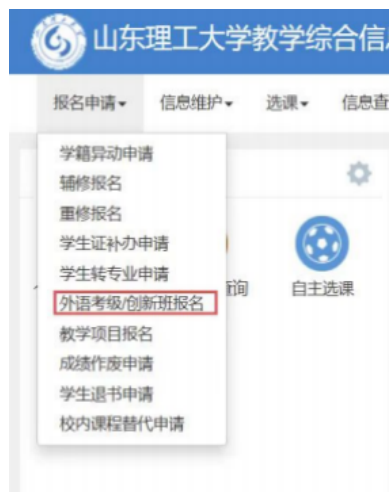 山东理工大学教学综合信
报名申请 信息维护 选课 信息查
学籍异动申请
辅修报名
重修报名
学生证补办申请
学生转专业申请
外语考级/创新班报名
询 自主选课
教学项目报名
成绩作废申请
学生退书申请
校内课程替代申请